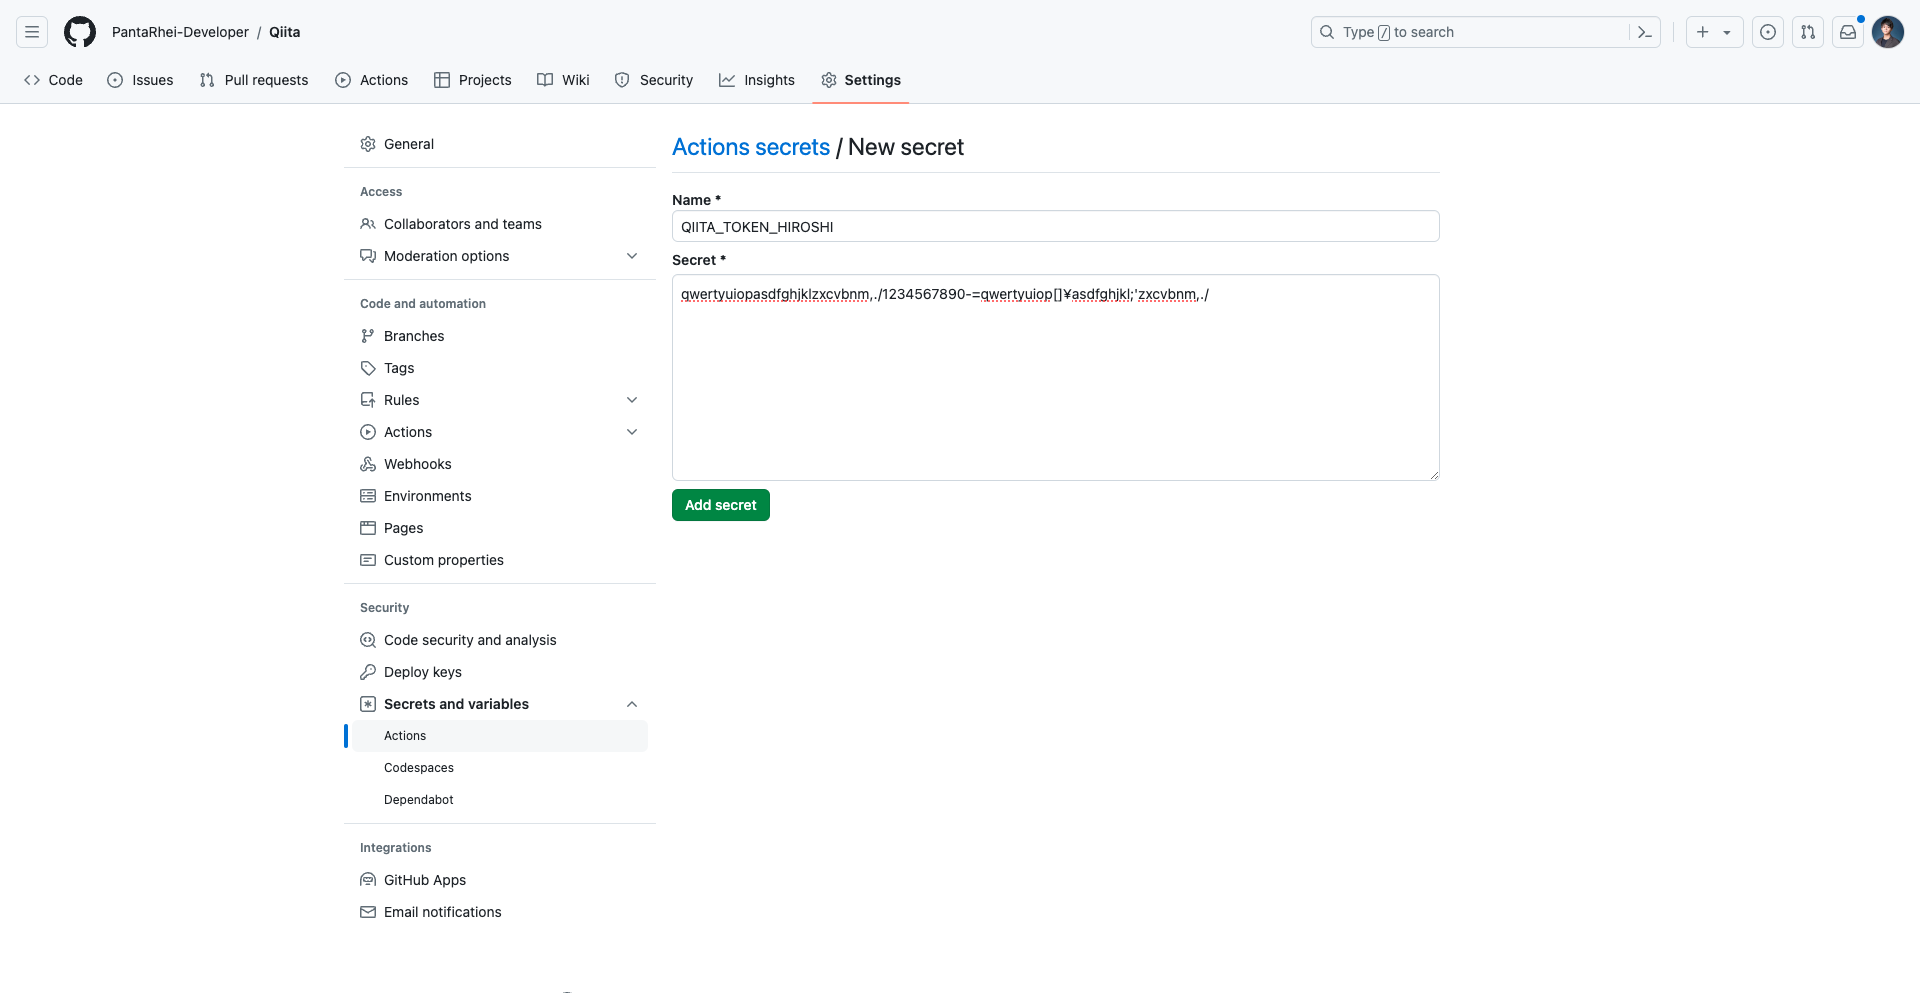 PantaRhei-Developer / Qiita
Type / to search
Code Issues Pull requests Actions Projects Wiki Security Insights Settings
General
Access
Collaborators and teams
Moderation options
Code and automation
Branches
Tags
Rules
Actions
Webhooks
Environments
Pages
Custom properties
Security
Code security and analysis
Deploy keys
Secrets and variables
Actions
Codespaces
Dependabot
Integrations
GitHub Apps
Email notifications
Actions secrets / New secret
Name *
QIITA_TOKEN_HIROSHI
Secret *
qwertyuiopasdfghjklzxcvbnm,./1234567890-=qwertyuiop[]¥asdfghjkl;'zxcvbnm,./
Add secret